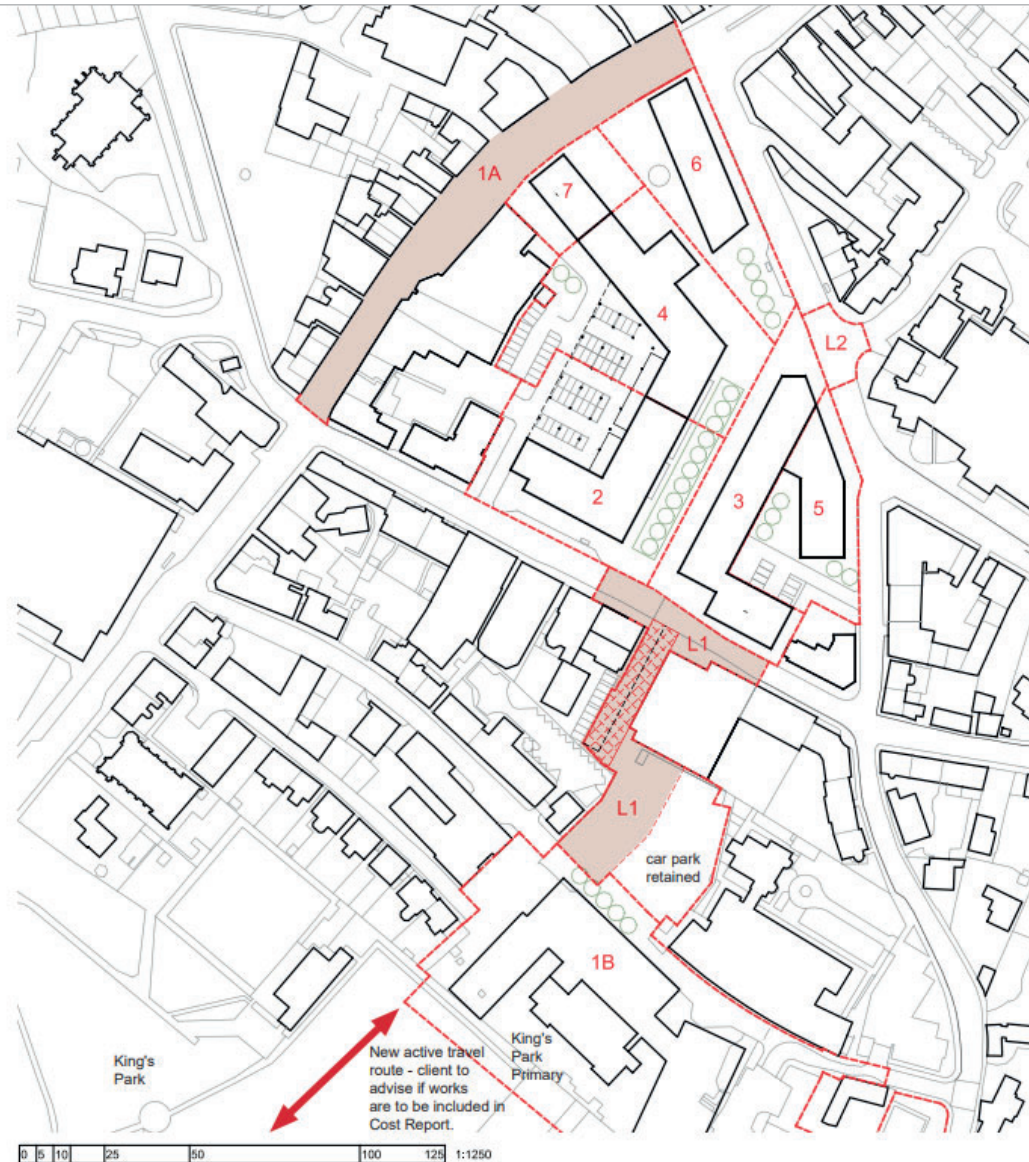 1A
6
7
4
L2
3
5
2
L1
L1
car park
retained
1B
King's
Park
New active travel
route - client to
advise if works
are to be included in
Cost Report.
King's
Park
Primary
0 5 10 25 50 100 125 1:1250